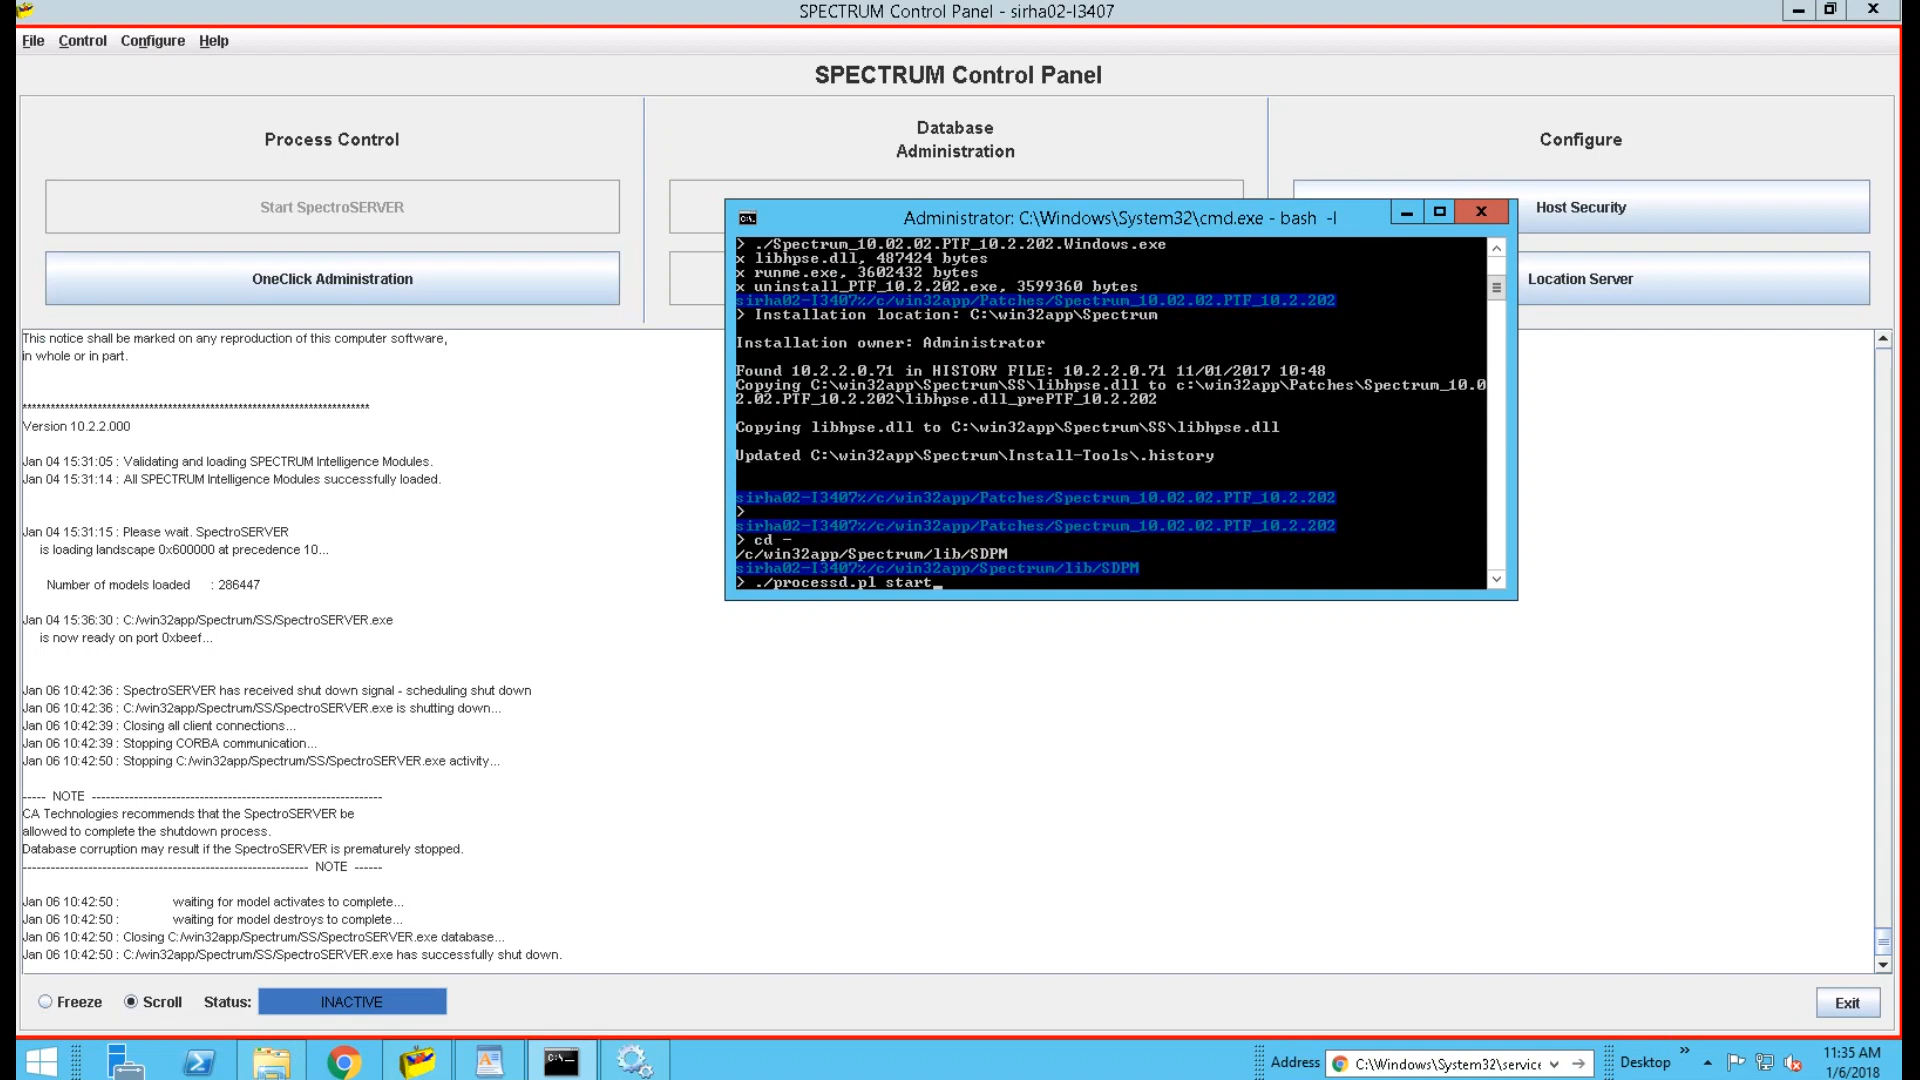 SPECTRUM Control Panel - sirha02-I3407
File Control Configure Help
SPECTRUM Control Panel
Process Control
Start SpectroSERVER
OneClick Administration
Database
Administration
Configure
Host Security
Location Server
Administrator: C:\Windows\System32\cmd.exe - bash -l
> ./Spectrum_10.02.02.PTF_10.2.202.Windows.exe
x libhpse.dll, 487424 bytes
x runme.exe, 3602432 bytes
x uninstall_PTF_10.2.202.exe, 3599360 bytes
sirha02-I3407%/c/win32app/Patches/Spectrum_10.02.02.PTF_10.2.202
> Installation location: C:\win32app\Spectrum
Installation owner: Administrator
Found 10.2.2.0.71 in HISTORY FILE: 10.2.2.0.71 11/01/2017 10:48
Copying C:\win32app\Spectrum\SS\libhpse.dll to c:\win32app\Patches\Spectrum_10.0
2.02.PTF_10.2.202\libhpse.dll_prePTF_10.2.202
Copying libhpse.dll to C:\win32app\Spectrum\SS\libhpse.dll
Updated C:\win32app\Spectrum\Install-Tools\.history
sirha02-I3407%/c/win32app/Patches/Spectrum_10.02.02.PTF_10.2.202
>
sirha02-I3407%/c/win32app/Patches/Spectrum_10.02.02.PTF_10.2.202
> cd -
/c/win32app/Spectrum/lib/SDPM
sirha02-I3407%/c/win32app/Spectrum/lib/SDPM
> ./processd.pl start_
This notice shall be marked on any reproduction of this computer software,
in whole or in part.
**************************************************************************
Version 10.2.2.000
Jan 04 15:31:05 : Validating and loading SPECTRUM Intelligence Modules.
Jan 04 15:31:14 : All SPECTRUM Intelligence Modules successfully loaded.
Jan 04 15:31:15 : Please wait. SpectroSERVER
is loading landscape 0x600000 at precedence 10...
Number of models loaded : 286447
Jan 04 15:36:30 : C:/win32app/Spectrum/SS/SpectroSERVER.exe
is now ready on port 0xbeef...
Jan 06 10:42:36 : SpectroSERVER has received shut down signal - scheduling shut down
Jan 06 10:42:36 : C:/win32app/Spectrum/SS/SpectroSERVER.exe is shutting down...
Jan 06 10:42:39 : Closing all client connections...
Jan 06 10:42:39 : Stopping CORBA communication...
Jan 06 10:42:50 : Stopping C:/win32app/Spectrum/SS/SpectroSERVER.exe activity...
----- NOTE --------------------------------------------------------------
CA Technologies recommends that the SpectroSERVER be
allowed to complete the shutdown process.
Database corruption may result if the SpectroSERVER is prematurely stopped.
-------------------------------------------------------------- NOTE ------
Jan 06 10:42:50 : waiting for model activates to complete...
Jan 06 10:42:50 : waiting for model destroys to complete...
Jan 06 10:42:50 : Closing C:/win32app/Spectrum/SS/SpectroSERVER.exe database...
Jan 06 10:42:50 : C:/win32app/Spectrum/SS/SpectroSERVER.exe has successfully shut down.
Freeze Scroll Status: INACTIVE Exit
Address C:\Windows\System32\service Desktop » 11:35 AM
1/6/2018